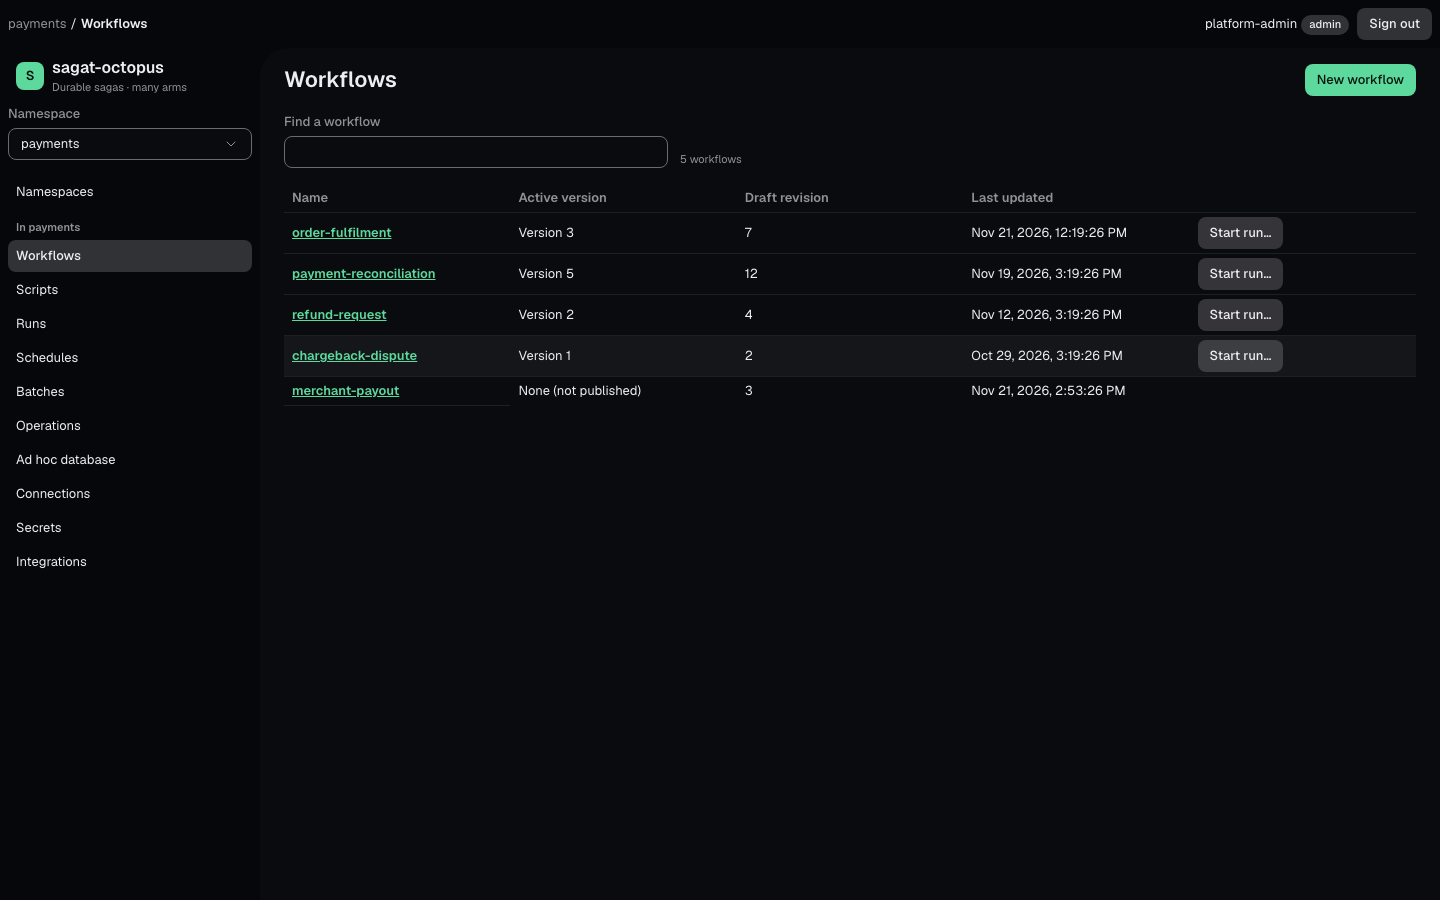 payments / Workflows
platform-admin admin Sign out
S
sagat-octopus
Durable sagas · many arms
Namespace
payments
Namespaces
In payments
Workflows
Scripts
Runs
Schedules
Batches
Operations
Ad hoc database
Connections
Secrets
Integrations
Workflows
New workflow
Find a workflow
5 workflows
Name Active version Draft revision Last updated
order-fulfilment Version 3 7 Nov 21, 2026, 12:19:26 PM Start run...
payment-reconciliation Version 5 12 Nov 19, 2026, 3:19:26 PM Start run...
refund-request Version 2 4 Nov 12, 2026, 3:19:26 PM Start run...
chargeback-dispute Version 1 2 Oct 29, 2026, 3:19:26 PM Start run...
merchant-payout None (not published) 3 Nov 21, 2026, 2:53:26 PM